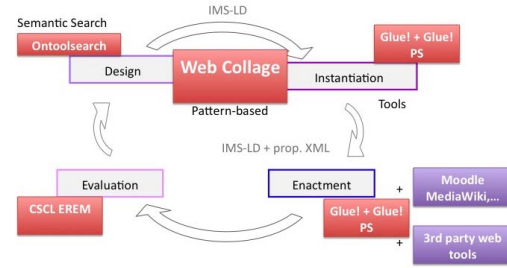 IMS-LD
Semantic Search
Ontoolsearch
Glue! + Glue!
PS
Design
Web Collage
Instantiation
Pattern-based
Tools
IMS-LD + prop. XML
Evaluation
Enactment
+
Moodle
MediaWiki,...
CSCL EREM
Glue! + Glue!
PS
+
3rd party web
tools